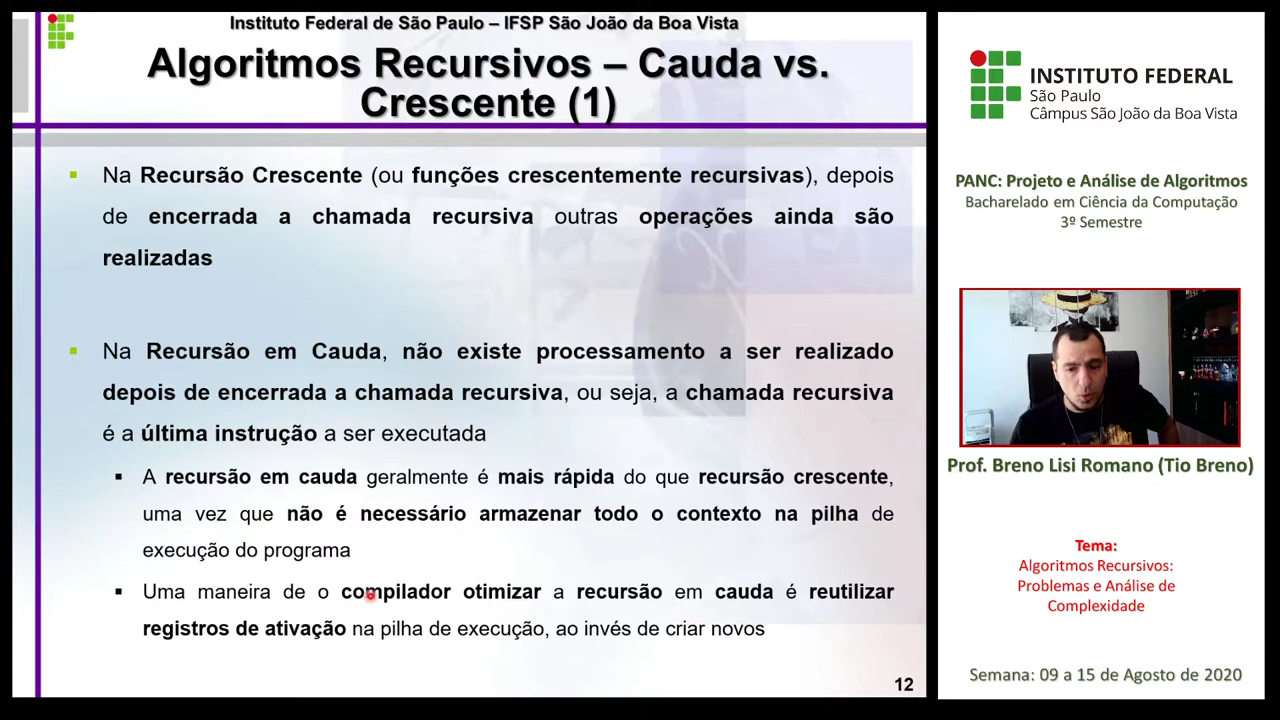 Instituto Federal de São Paulo – IFSP São João da Boa Vista
Algoritmos Recursivos – Cauda vs.
Crescente (1)
Na Recursão Crescente (ou funções crescentemente recursivas), depois
de encerrada a chamada recursiva outras operações ainda são
realizadas
Na Recursão em Cauda, não existe processamento a ser realizado
depois de encerrada a chamada recursiva, ou seja, a chamada recursiva
é a última instrução a ser executada
A recursão em cauda geralmente é mais rápida do que recursão crescente,
uma vez que não é necessário armazenar todo o contexto na pilha de
execução do programa
Uma maneira de o compilador otimizar a recursão em cauda é reutilizar
registros de ativação na pilha de execução, ao invés de criar novos
12
INSTITUTO FEDERAL
São Paulo
Câmpus São João da Boa Vista
PANC: Projeto e Análise de Algoritmos
Bacharelado em Ciência da Computação
3º Semestre
Prof. Breno Lisi Romano (Tio Breno)
Tema:
Algoritmos Recursivos:
Problemas e Análise de
Complexidade
Semana: 09 a 15 de Agosto de 2020